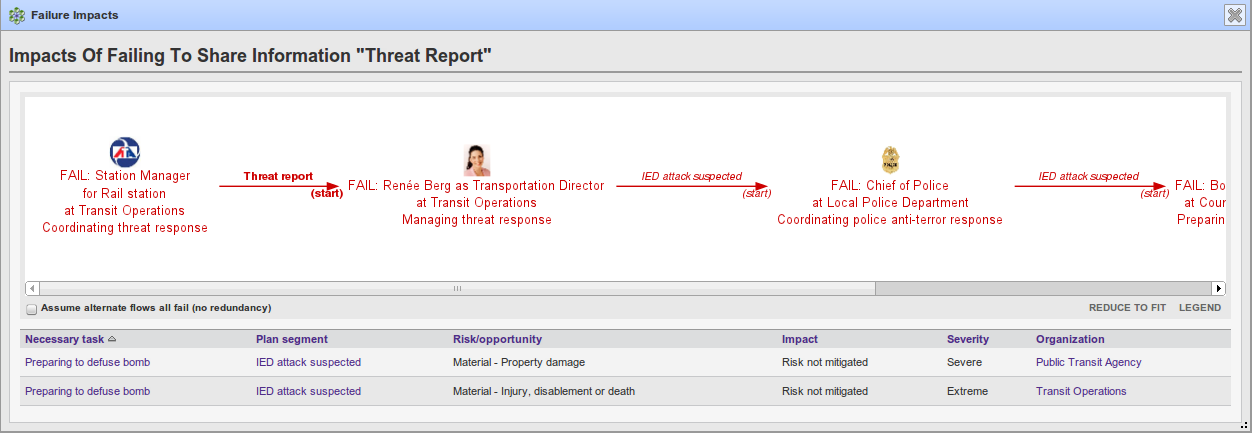 Failure Impacts
Impacts Of Failing To Share Information "Threat Report"
FAIL: Station Manager
for Rail station
at Transit Operations
Coordinating threat response
Threat report
(start)
FAIL: Renée Berg as Transportation Director
at Transit Operations
Managing threat response
IED attack suspected
(start)
FAIL: Chief of Police
at Local Police Department
Coordinating police anti-terror response
IED attack suspected
(start)
FAIL: Bo
at Coun
Preparin
Assume alternate flows all fail (no redundancy)
REDUCE TO FIT LEGEND
Necessary task Plan segment Risk/opportunity Impact Severity Organization
Preparing to defuse bomb IED attack suspected Material - Property damage Risk not mitigated Severe Public Transit Agency
Preparing to defuse bomb IED attack suspected Material - Injury, disablement or death Risk not mitigated Extreme Transit Operations